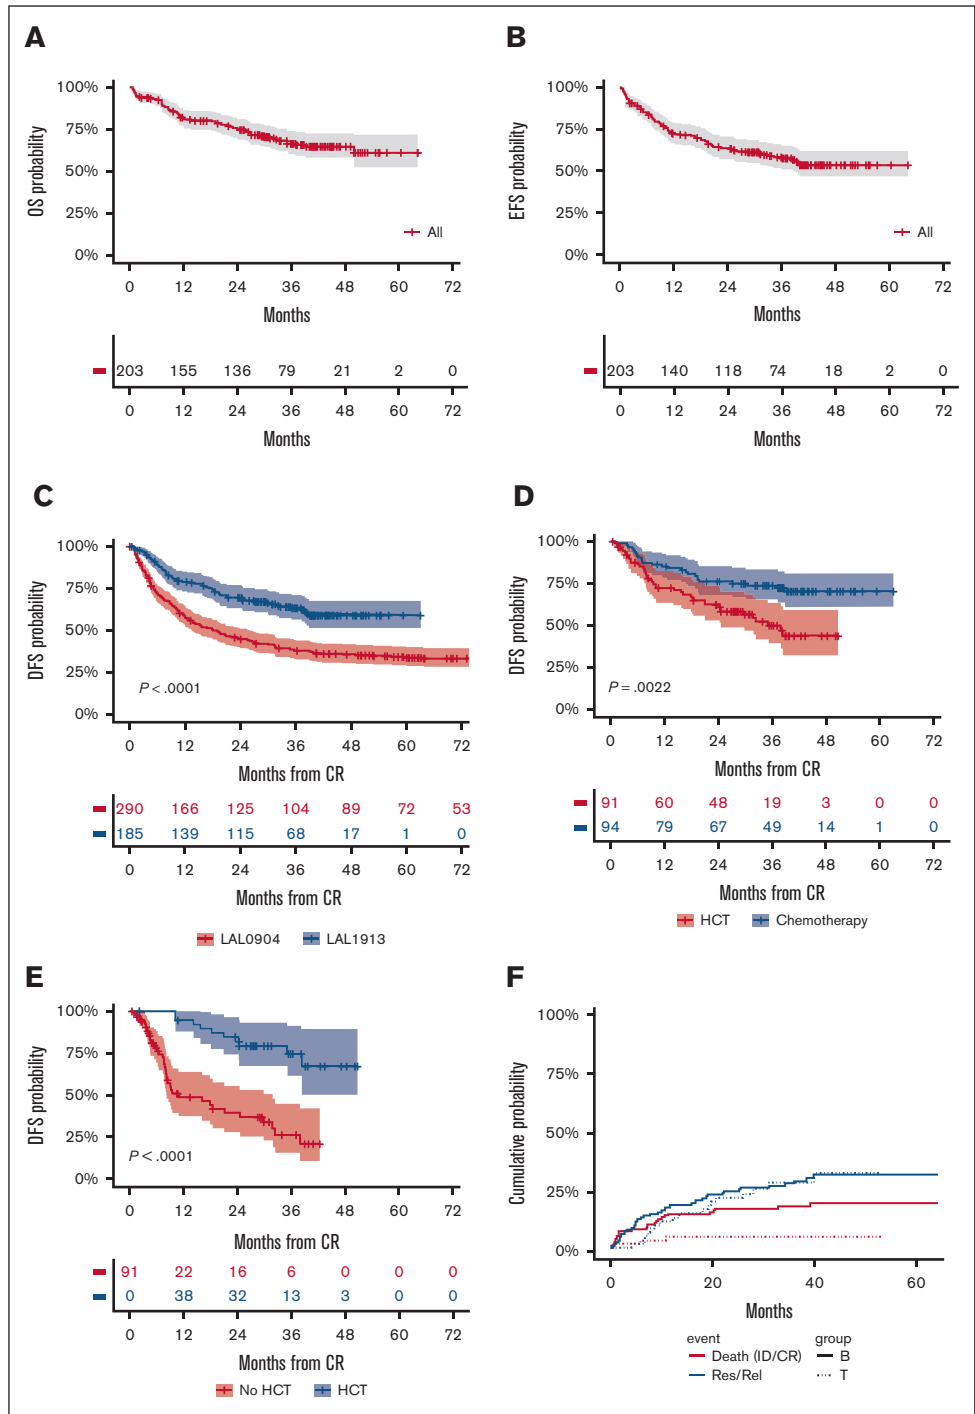 A
100%
75%
50%
25%
0%
OS probability
All
0 12 24 36 48 60 72
Months
203 155 136 79 21 2 0
0 12 24 36 48 60 72
Months
B
100%
75%
50%
25%
0%
EFS probability
All
0 12 24 36 48 60 72
Months
203 140 118 74 18 2 0
0 12 24 36 48 60 72
Months
C
100%
75%
50%
25%
0%
DFS probability
P < .0001
0 12 24 36 48 60 72
Months from CR
290 166 125 104 89 72 53
185 139 115 68 17 1 0
0 12 24 36 48 60 72
Months from CR
LAL0904 LAL1913
D
100%
75%
50%
25%
0%
DFS probability
P = .0022
0 12 24 36 48 60 72
Months from CR
91 60 48 19 3 0 0
94 79 67 49 14 1 0
0 12 24 36 48 60 72
Months from CR
HCT Chemotherapy
E
100%
75%
50%
25%
0%
DFS probability
P < .0001
0 12 24 36 48 60 72
Months from CR
91 22 16 6 0 0 0
0 38 32 13 3 0 0
0 12 24 36 48 60 72
Months from CR
No HCT HCT
F
100%
75%
50%
25%
0%
Cumulative probability
0 20 40 60
Months
event group
Death (ID/CR) B
Res/Rel T